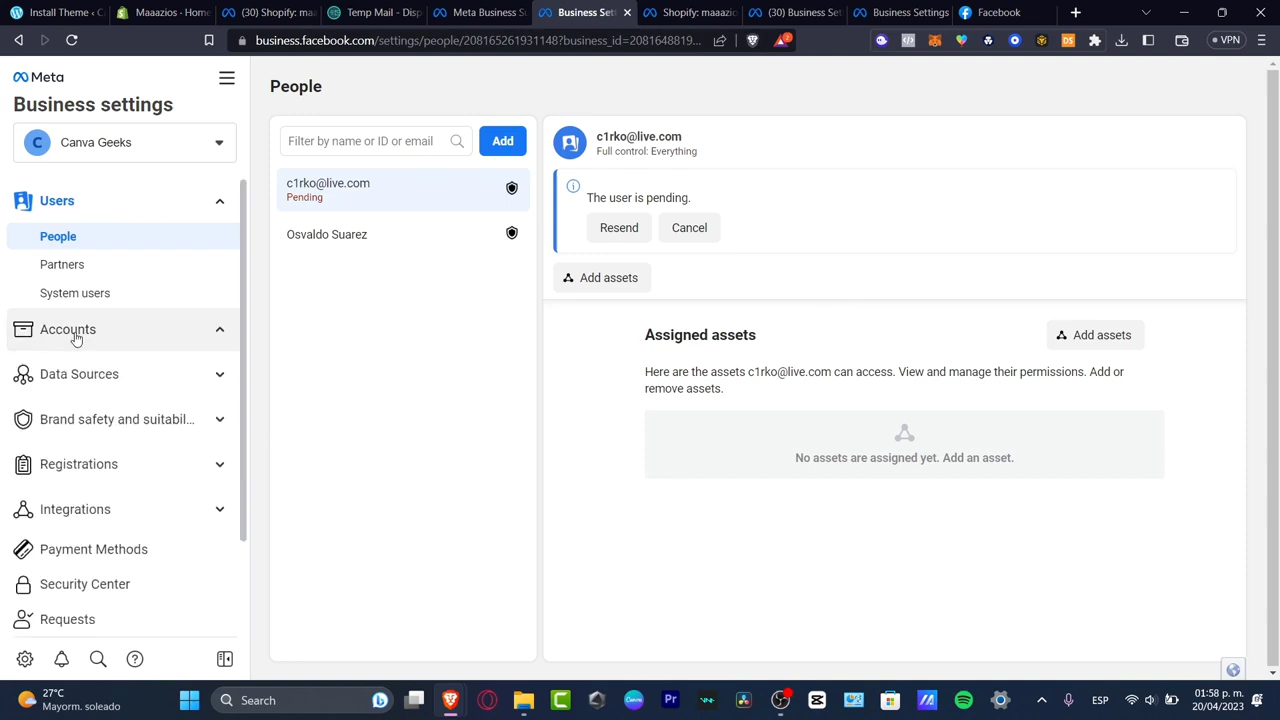 Install Theme < C
Maaazios - Home
(30) Shopify: ma
Temp Mail - Disp
Meta Business S
Business Set
Shopify: maaazio
(30) Business Set
Business Settings
Facebook
business.facebook.com/settings/people/208165261931148?business_id=2081648819...
2
VPN
Meta
Business settings
C
Canva Geeks
Users
People
Partners
System users
Accounts
Data Sources
Brand safety and suitabil...
Registrations
Integrations
Payment Methods
Security Center
Requests
People
Filter by name or ID or email
Add
c1rko@live.com
Pending
Osvaldo Suarez
c1rko@live.com
Full control: Everything
The user is pending.
Resend
Cancel
Add assets
Assigned assets
Add assets
Here are the assets c1rko@live.com can access. View and manage their permissions. Add or
remove assets.
No assets are assigned yet. Add an asset.
27°C
Mayorm. soleado
Search
ESP
01:58 p. m.
20/04/2023